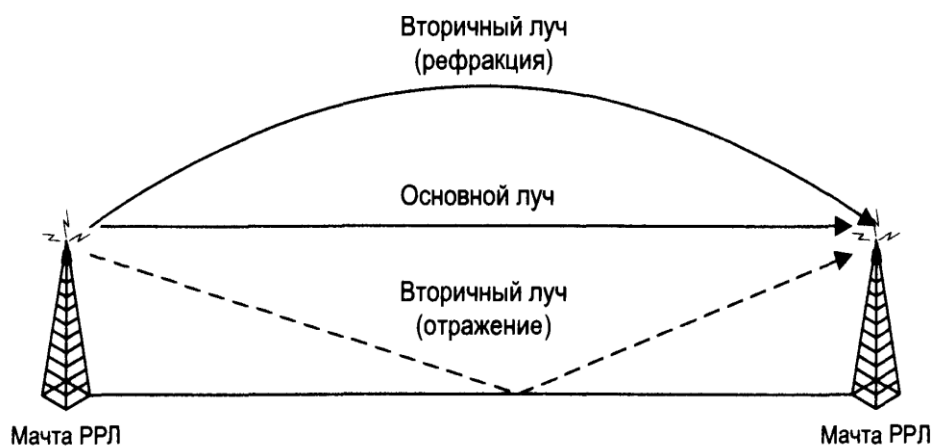 Вторичный луч
(рефракция)
Основной луч
Вторичный луч
(отражение)
Мачта РРЛ
Мачта РРЛ